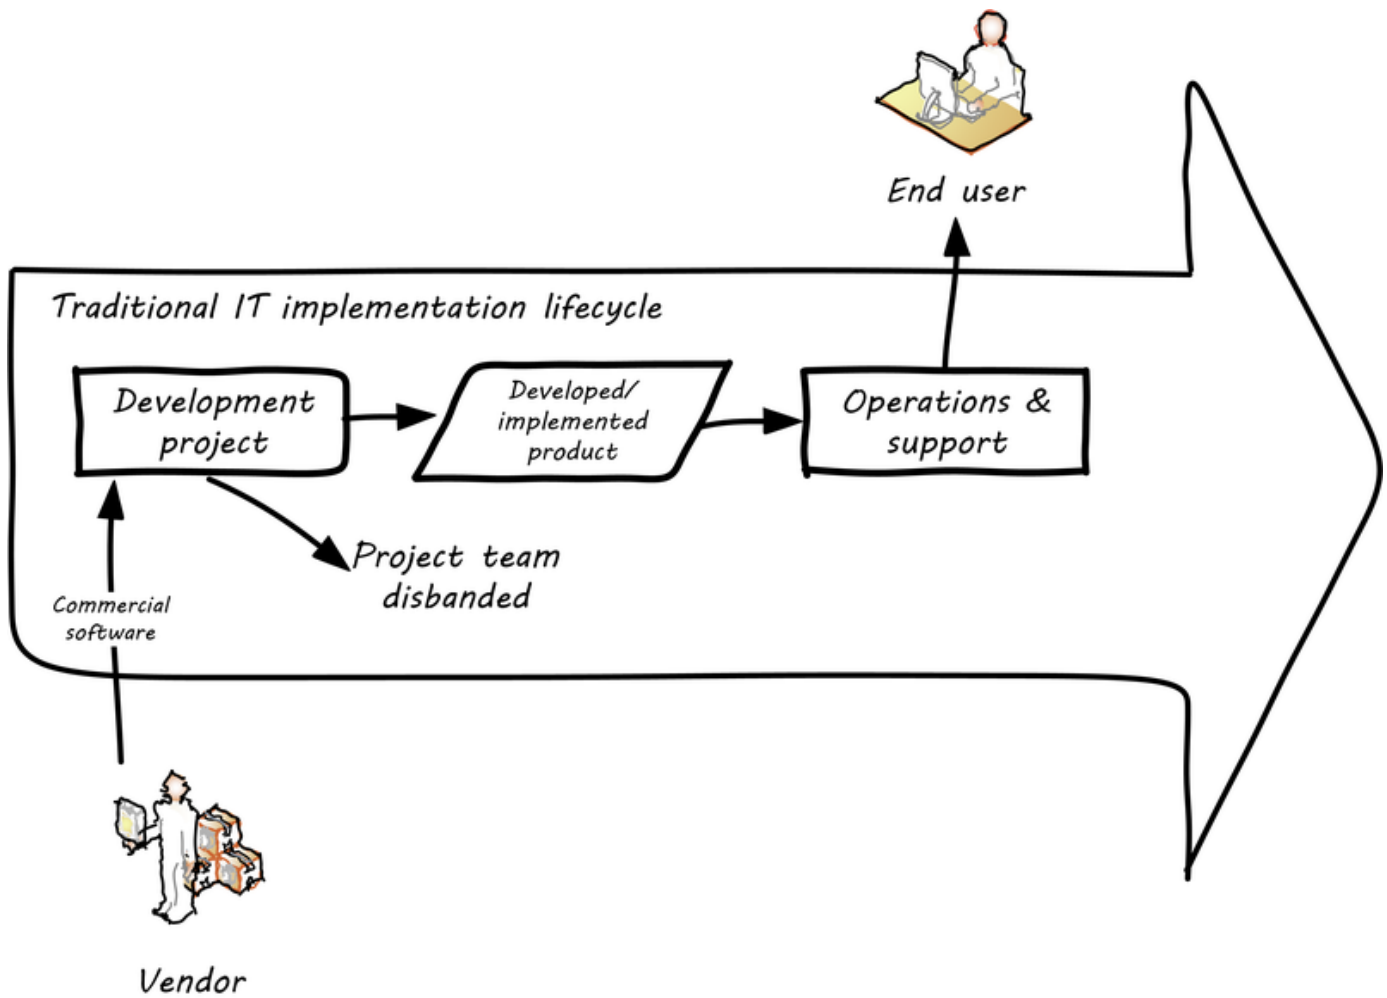 End user
Traditional IT implementation lifecycle
Development
project
Developed/
implemented
product
Operations &
support
Project team
disbanded
Commercial
software
Vendor